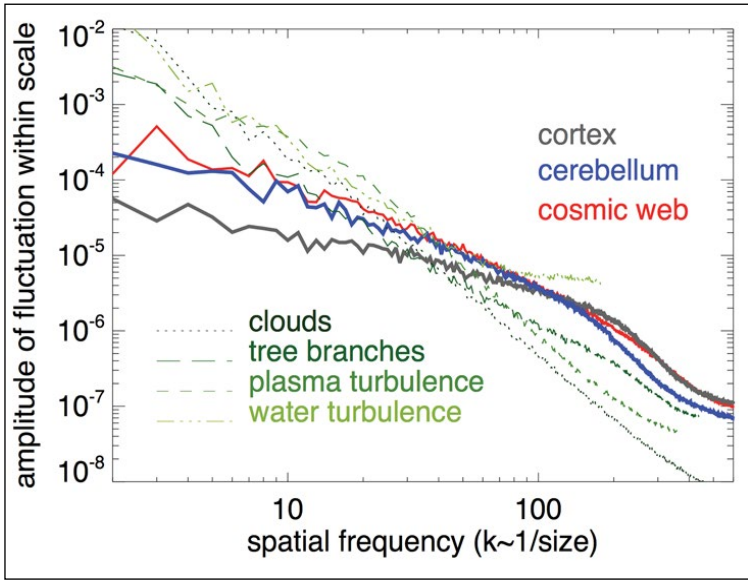 amplitude of fluctuation within scale
10^-2
10^-3
10^-4
10^-5
10^-6
10^-7
10^-8
cortex
cerebellum
cosmic web
clouds
tree branches
plasma turbulence
water turbulence
10
100
spatial frequency (k~1/size)